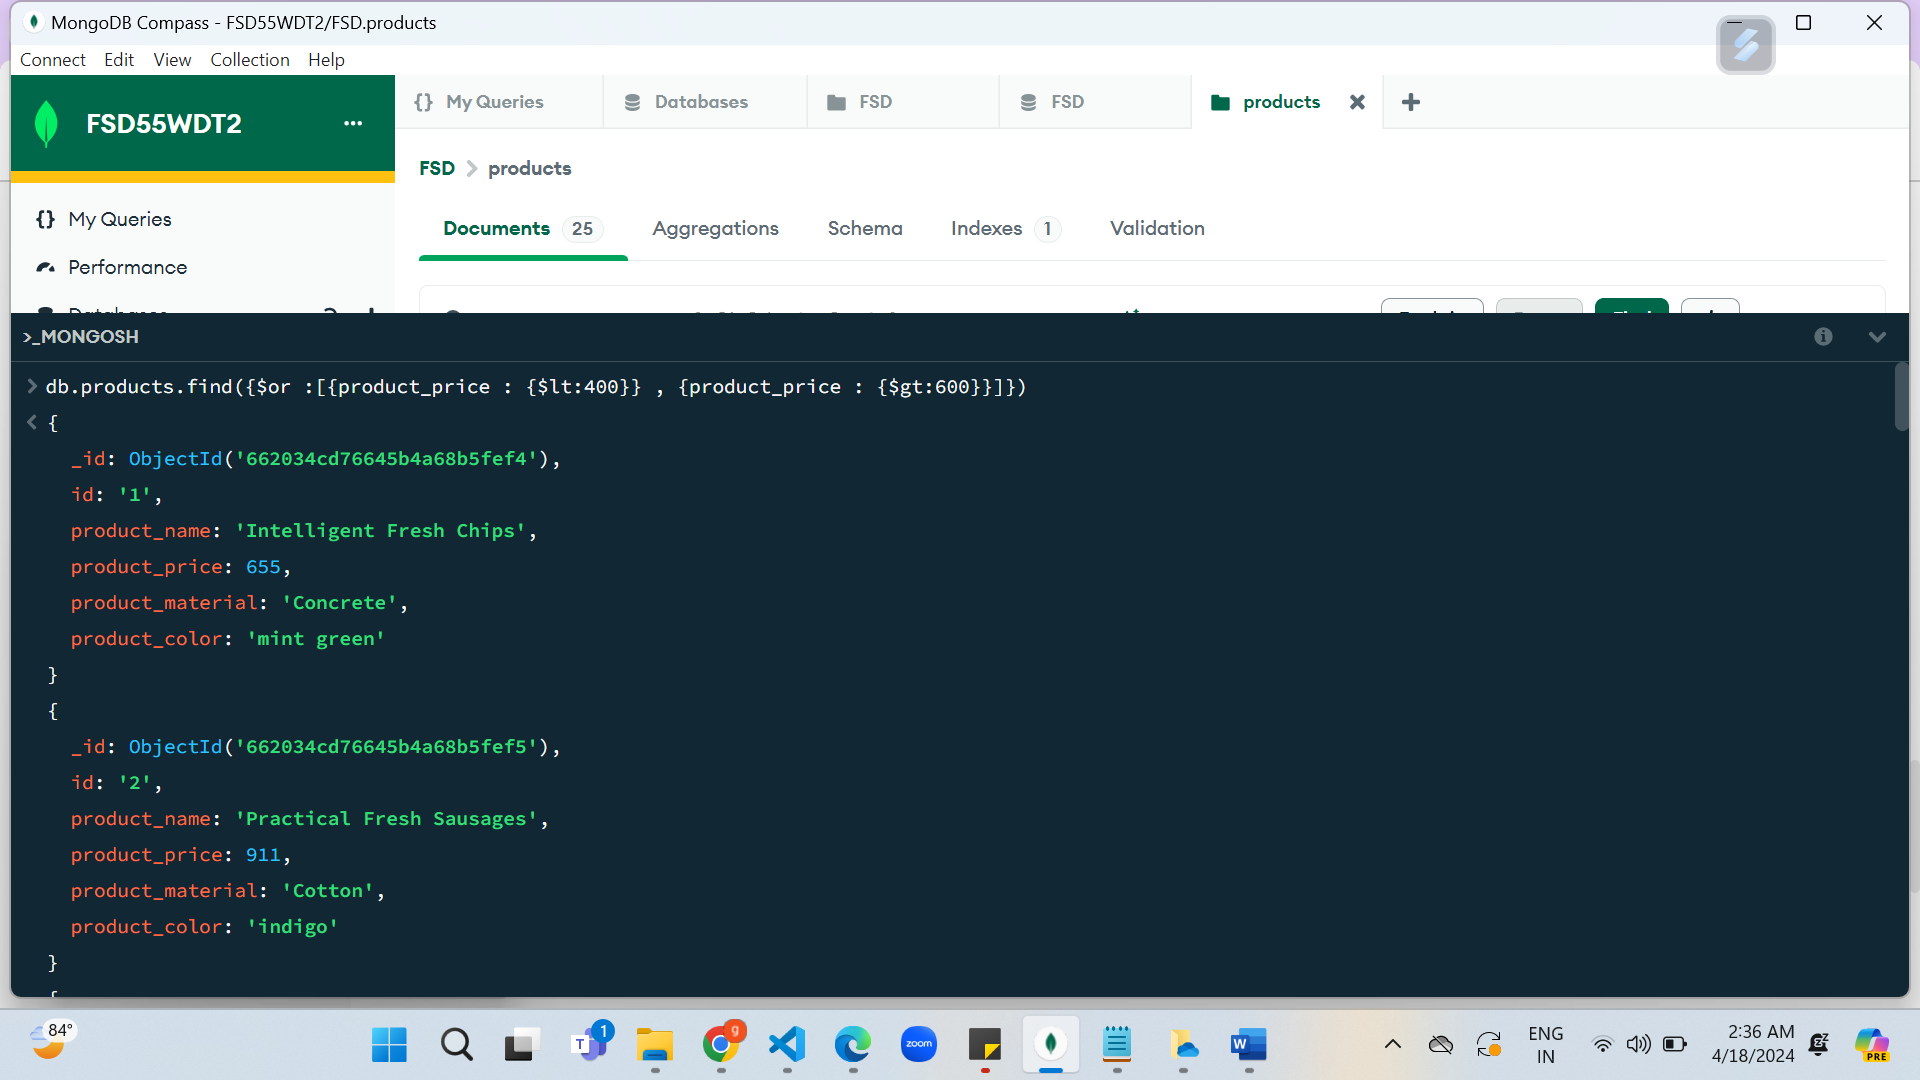 MongoDB Compass - FSD55WDT2/FSD.products
Connect Edit View Collection Help
FSD55WDT2 ...
{} My Queries
Databases
FSD
FSD
products
FSD > products
My Queries
Performance
Databases
Documents 25
Aggregations
Schema
Indexes 1
Validation
>_MONGOSH
db.products.find({$or :[{product_price : {$lt:400}} , {product_price : {$gt:600}}]})
{
_id: ObjectId('662034cd76645b4a68b5fef4'),
id: '1',
product_name: 'Intelligent Fresh Chips',
product_price: 655,
product_material: 'Concrete',
product_color: 'mint green'
}
{
_id: ObjectId('662034cd76645b4a68b5fef5'),
id: '2',
product_name: 'Practical Fresh Sausages',
product_price: 911,
product_material: 'Cotton',
product_color: 'indigo'
}
{
84°
T
1
g
zoom
W
ENG
IN
2:36 AM
4/18/2024
PRE